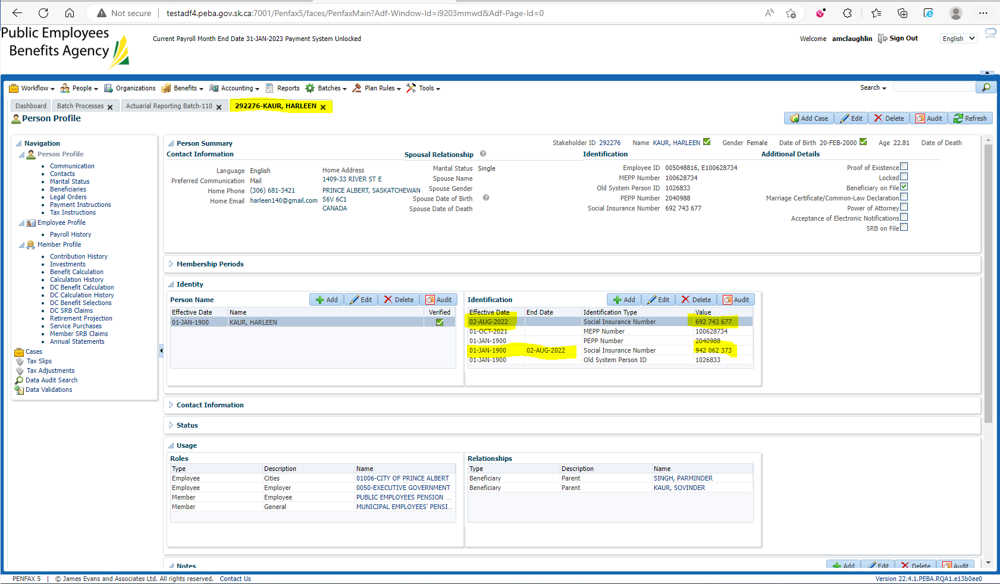 Not secure | testadf4.peba.gov.sk.ca:7001/Penfax5/faces/PenfaxMain?Adf-Window-Id=i9203mmwd&Adf-Page-Id=0
Public Employees
Benefits Agency
Current Payroll Month End Date 31-JAN-2023 Payment System Unlocked
Welcome amclaughlin Sign Out English
Workflow People Organizations Benefits Accounting Reports Batches Plan Rules Tools Search
Dashboard Batch Processes Actuarial Reporting Batch-110 292276-KAUR, HARLEEN
Person Profile
Add Case Edit Delete Audit Refresh
Navigation
Person Profile
Communication
Contacts
Marital Status
Beneficiaries
Legal Orders
Payment Instructions
Tax Instructions
Employee Profile
Payroll History
Member Profile
Contribution History
Investments
Benefit Calculation
Calculation History
DC Benefit Calculation
DC Calculation History
DC Benefit Selections
DC SRB Claims
Retirement Projection
Service Purchases
Member SRB Claims
Annual Statements
Cases
Tax Slips
Tax Adjustments
Data Audit Search
Data Validations
Person Summary
Stakeholder ID 292276 Name KAUR, HARLEEN Gender Female Date of Birth 20-FEB-2000 Age 22.81 Date of Death
Contact Information
Language English
Preferred Communication Mail
Home Phone (306) 681-3421
Home Email harleen140@gmail.com
Home Address
1409-33 RIVER ST E
PRINCE ALBERT, SASKATCHEWAN
S6V 6C1
CANADA
Spousal Relationship
Marital Status Single
Spouse Name
Spouse Gender
Spouse Date of Birth
Spouse Date of Death
Identification
Employee ID 005048816, E100628734
MEPP Number 100628734
Old System Person ID 1026833
PEPP Number 2040988
Social Insurance Number 692 743 677
Additional Details
Proof of Existence
Locked
Beneficiary on File
Marriage Certificate/Common-Law Declaration
Power of Attorney
Acceptance of Electronic Notifications
SRB on File
Membership Periods
Identity
Person Name Add Edit Delete Audit
Effective Date Name Verified
01-JAN-1900 KAUR, HARLEEN
Identification Add Edit Delete Audit
Effective Date End Date Identification Type Value
02-AUG-2022 Social Insurance Number 692 743 677
01-OCT-2021 MEPP Number 100628734
01-JAN-1900 PEPP Number 2040988
01-JAN-1900 02-AUG-2022 Social Insurance Number 942 062 373
01-JAN-1900 Old System Person ID 1026833
Contact Information
Status
Usage
Roles
Type Description Name
Employee Cities 01006-CITY OF PRINCE ALBERT
Employee Employer 0050-EXECUTIVE GOVERNMENT
Member Employee PUBLIC EMPLOYEES PENSION ...
Member General MUNICIPAL EMPLOYEES' PENSI...
Relationships
Type Description Name
Beneficiary Parent SINGH, PARMINDER
Beneficiary Parent KAUR, SOVINDER
Notes Add Edit Delete Audit
PENFAX 5 | © James Evans and Associates Ltd. All rights reserved. Contact Us
Version 22.4.1.PEBA.RQA1.e13b0ee0